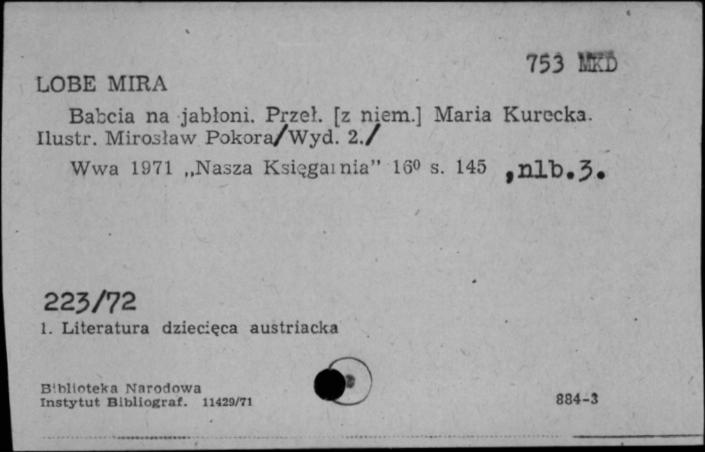 753 MKD
LOBE MIRA
Babcia na jabłoni. Przeł. [z niem.] Maria Kurecka.
Ilustr. Mirosław Pokora/Wyd. 2./
Wwa 1971 „Nasza Księgarnia” 16⁰ s. 145 ,nlb.3.
223/72
1. Literatura dziecięca austriacka
Biblioteka Narodowa
Instytut Bibliograf. 11429/71
884-3